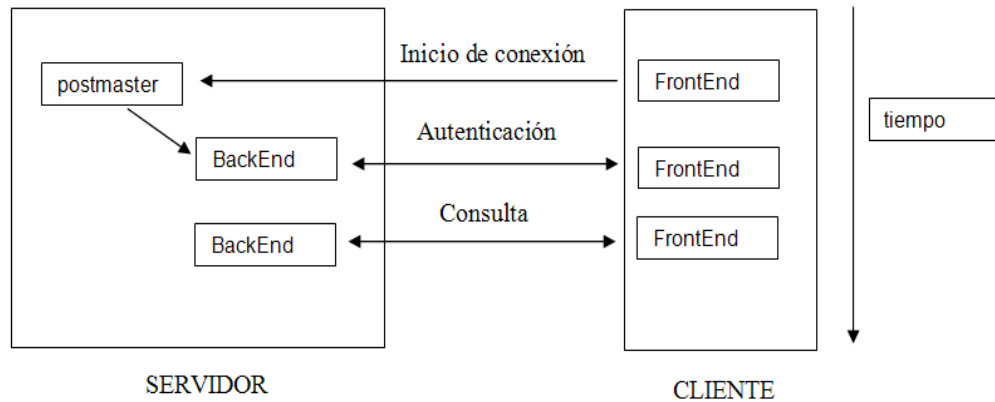 Inicio de conexión
postmaster
FrontEnd
tiempo
Autenticación
BackEnd
FrontEnd
Consulta
BackEnd
FrontEnd
SERVIDOR
CLIENTE